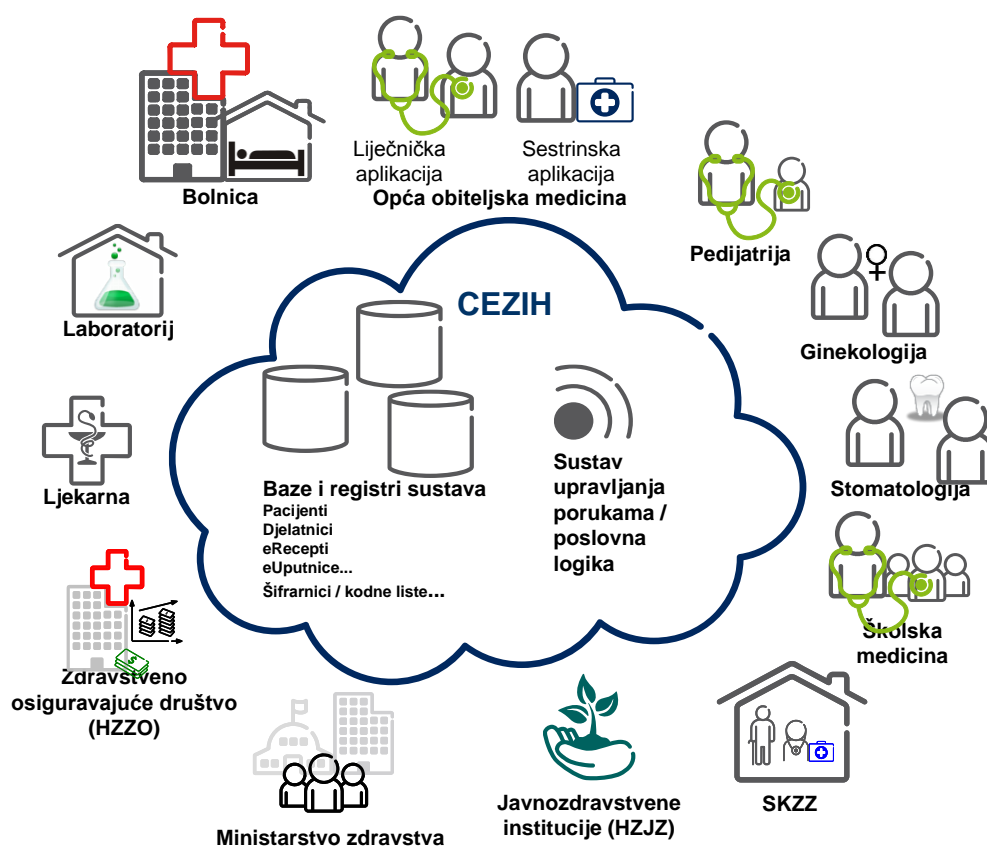 Bolnica
Liječnička
aplikacija
Sestrinska
aplikacija
Opća obiteljska medicina
Pedijatrija
Ginekologija
Stomatologija
Školska
medicina
SKZZ
Javnozdravstvene
institucije (HZJZ)
Ministarstvo zdravstva
Zdravstveno
osiguravajuće društvo
(HZZO)
Ljekarna
Laboratorij
CEZIH
Baze i registri sustava
Pacijenti
Djelatnici
eRecepti
eUputnice...
Šifrarnici / kodne liste...
Sustav
upravljanja
porukama /
poslovna
logika